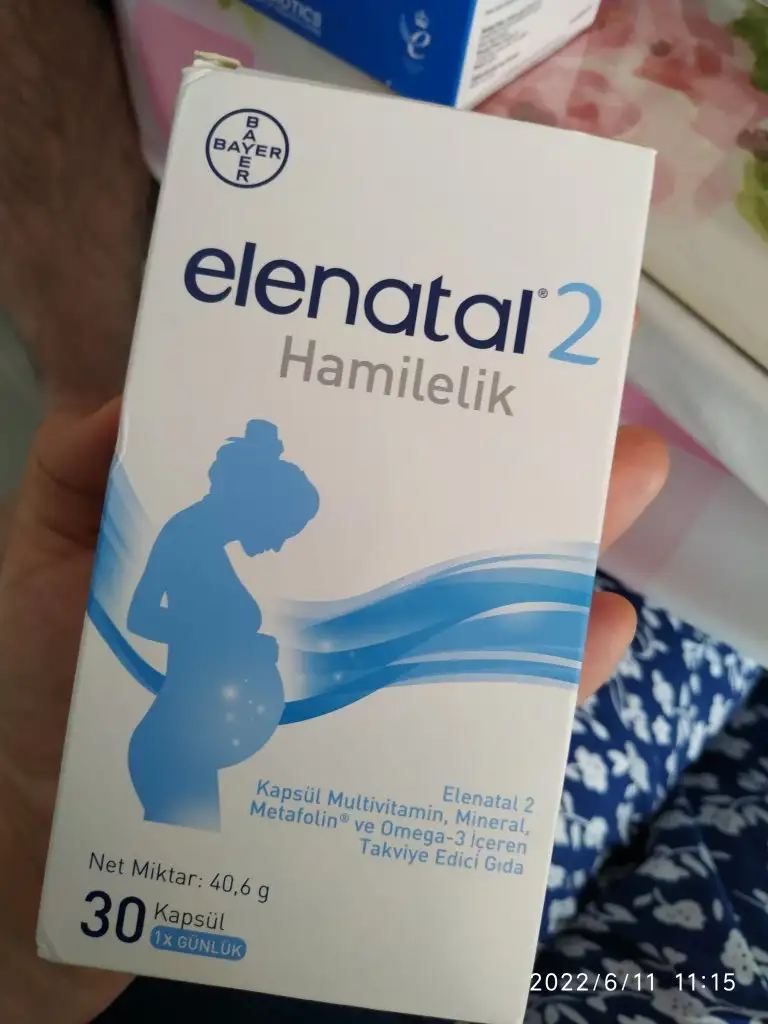 BAYER
BAYER
elenatal® 2
Hamilelik
Elenatal 2
Kapsül Multivitamin, Mineral,
Metafolin® ve Omega-3 İçeren
Takviye Edici Gıda
Net Miktar: 40,6 g
30 Kapsül
1x GÜNLÜK
2022/6/11 11:15